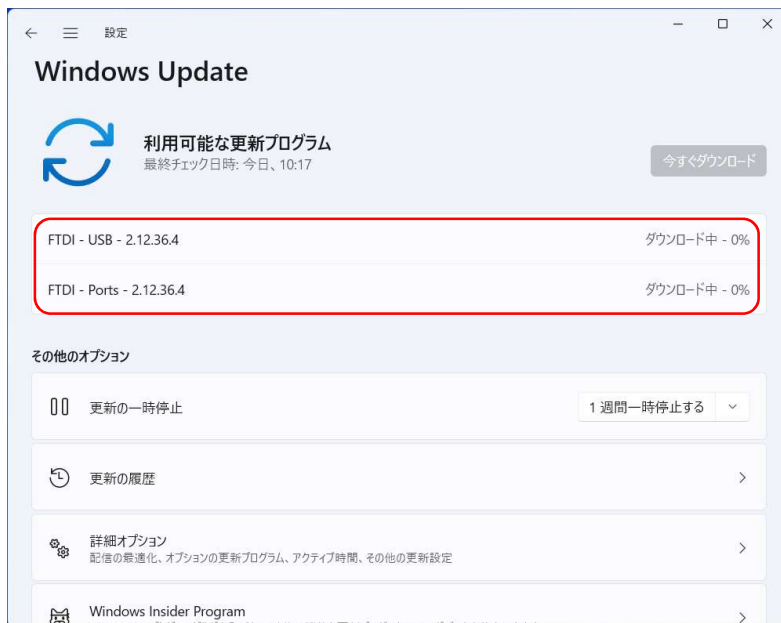 設定
Windows Update
利用可能な更新プログラム
最終チェック日時: 今日、10:17
今すぐダウンロード
FTDI - USB - 2.12.36.4
ダウンロード中 - 0%
FTDI - Ports - 2.12.36.4
ダウンロード中 - 0%
その他のオプション
更新の一時停止
1 週間一時停止する
更新の履歴
詳細オプション
配信の最適化、オプションの更新プログラム、アクティブ時間、その他の更新設定
Windows Insider Program